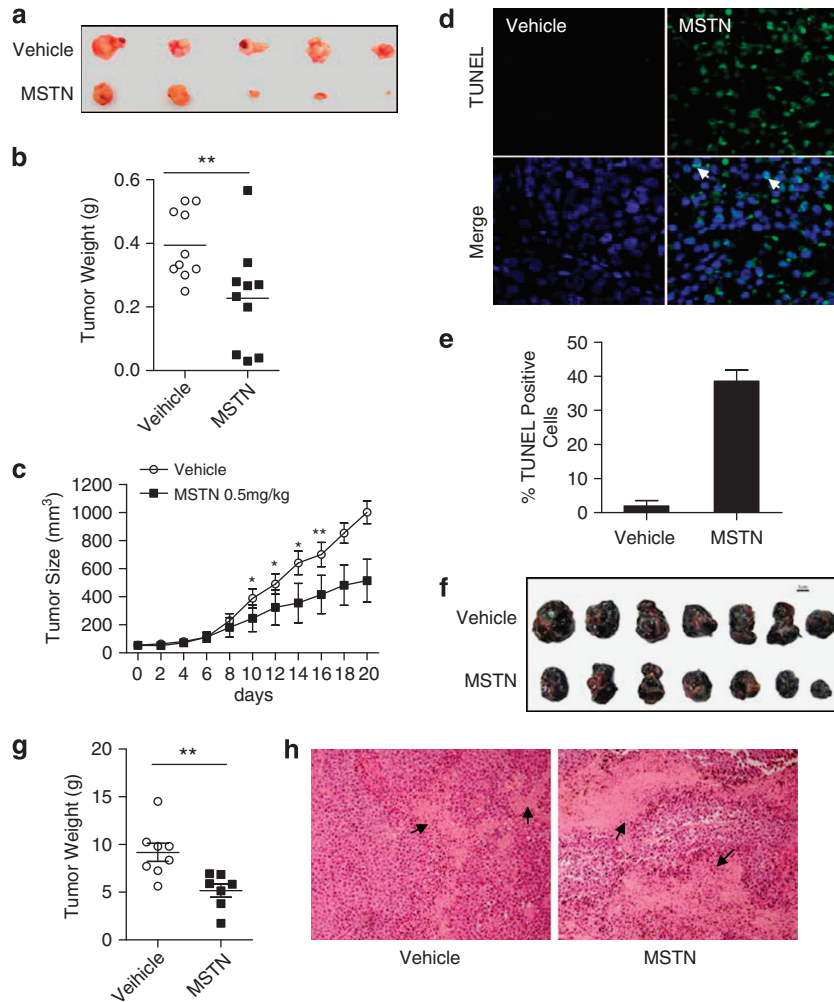 a
Vehicle
MSTN
b
**
Tumor Weight (g)
0.6
0.4
0.2
0.0
Veihicle
MSTN
c
Vehicle
MSTN 0.5mg/kg
Tumor Size (mm³)
1200
1000
800
600
400
200
0
* * * **
0 2 4 6 8 10 12 14 16 18 20
days
d
Vehicle
MSTN
TUNEL
Merge
e
% TUNEL Positive
Cells
50
40
30
20
10
0
Vehicle
MSTN
f
Vehicle
MSTN
g
**
Tumor Weight (g)
20
15
10
5
0
Veihicle
MSTN
h
Vehicle
MSTN